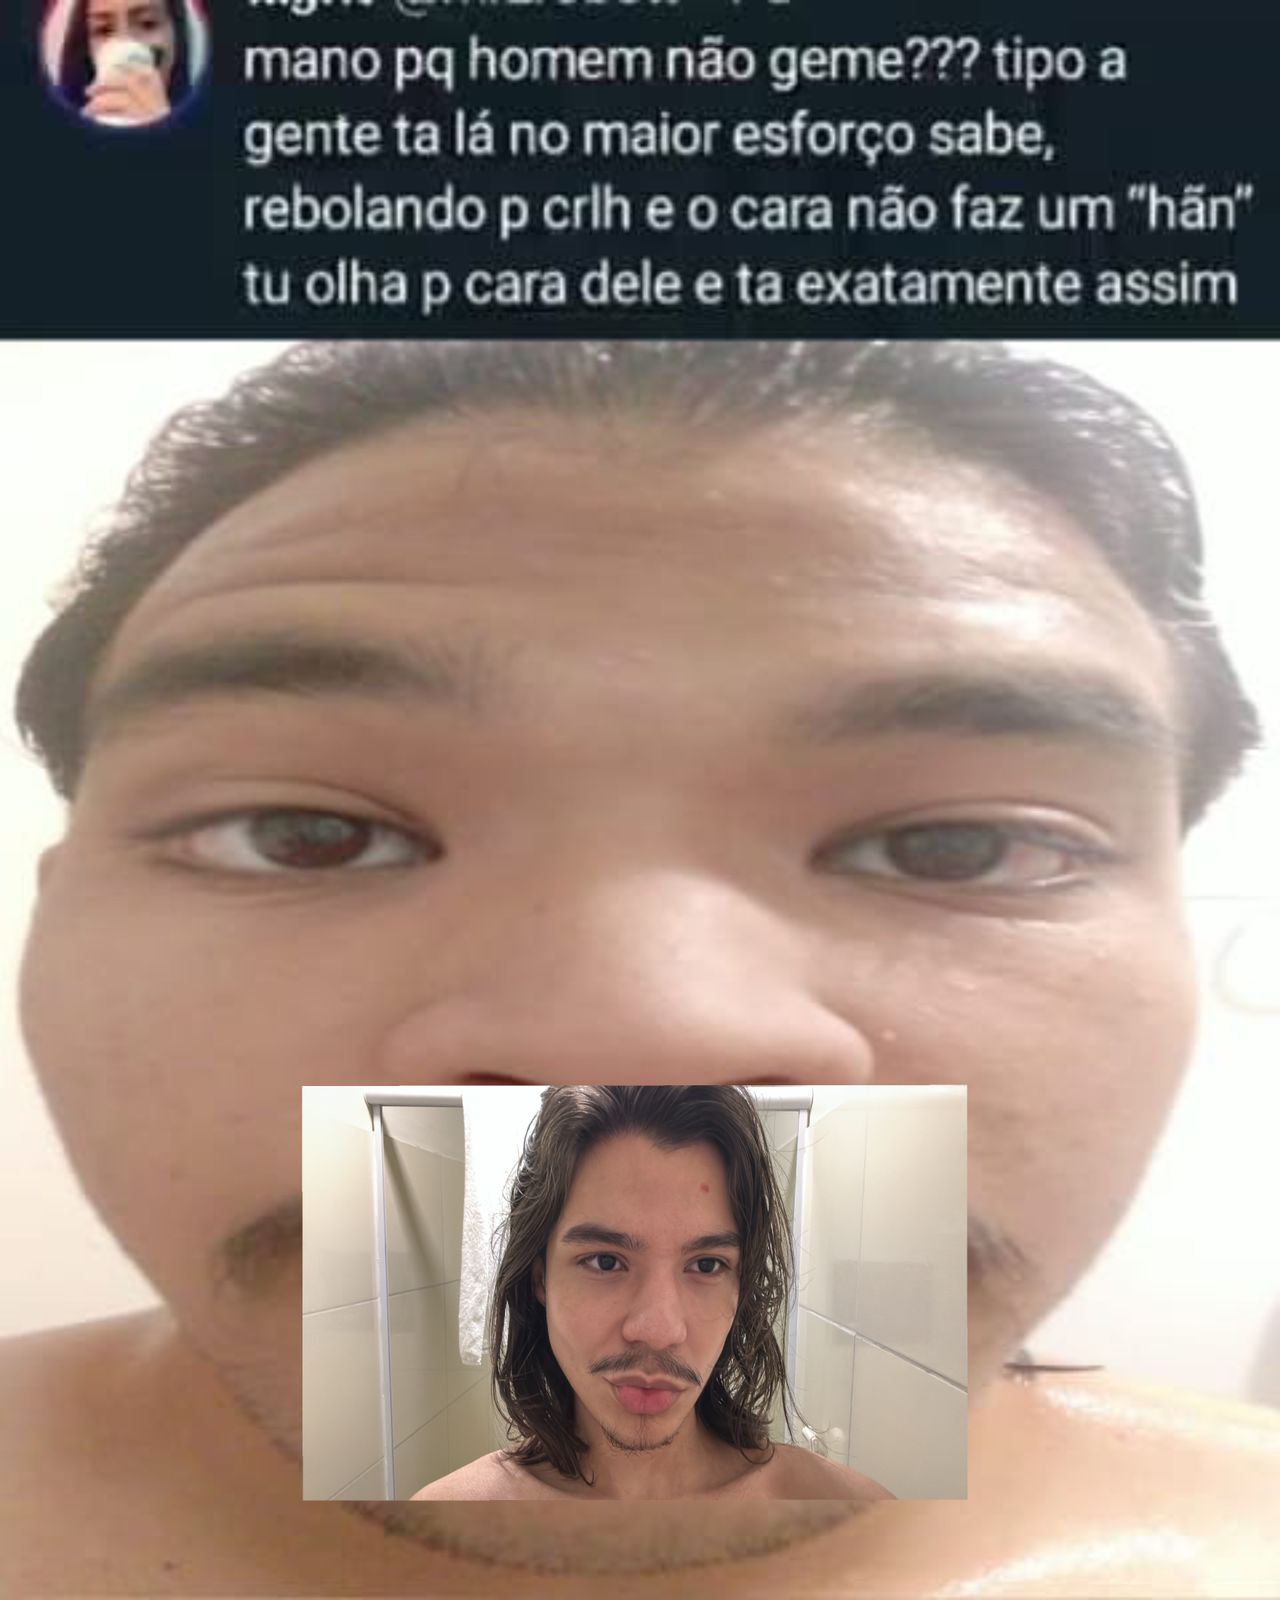 mano pq homem não geme??? tipo a
gente ta lá no maior esforço sabe,
rebolando p crlh e o cara não faz um “hãn”
tu olha p cara dele e ta exatamente assim